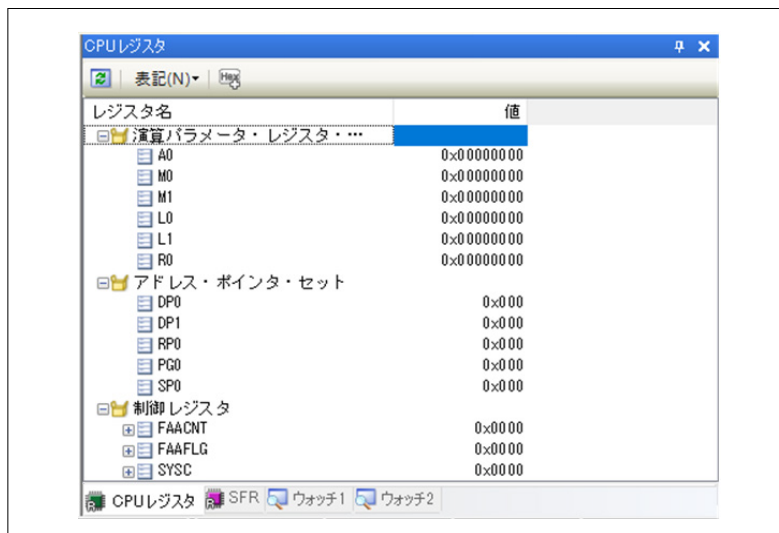 CPUレジスタ
表記(N)
Hex
レジスタ名 値
演算パラメータ・レジスタ・…
A0 0x00000000
M0 0x00000000
M1 0x00000000
L0 0x00000000
L1 0x00000000
R0 0x00000000
アドレス・ポインタ・セット
DP0 0x000
DP1 0x000
RP0 0x000
PG0 0x000
SP0 0x000
制御レジスタ
FAACNT 0x0000
FAAFLG 0x0000
SYSC 0x0000
CPUレジスタ SFR ウォッチ1 ウォッチ2